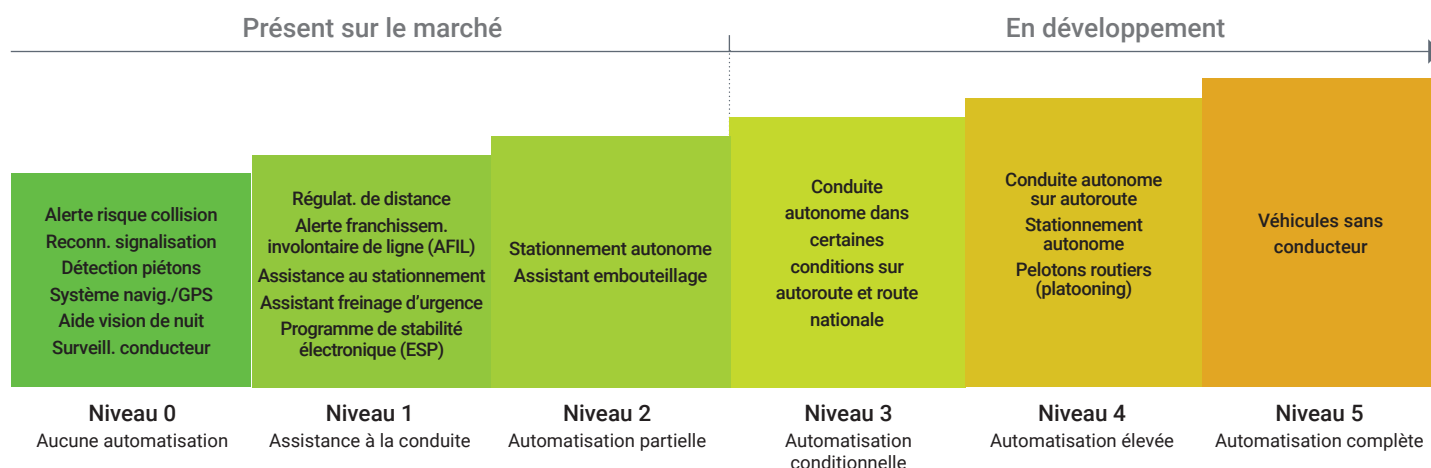 Présent sur le marché
En développement
Alerte risque collision
Reconn. signalisation
Détection piétons
Système navig./GPS
Aide vision de nuit
Surveill. conducteur
Régulat. de distance
Alerte franchissem.
involontaire de ligne (AFIL)
Assistance au stationnement
Assistant freinage d’urgence
Programme de stabilité
électronique (ESP)
Stationnement autonome
Assistant embouteillage
Conduite
autonome dans
certaines
conditions sur
autoroute et route
nationale
Conduite autonome
sur autoroute
Stationnement
autonome
Pelotons routiers
(platooning)
Véhicules sans
conducteur
Niveau 0
Aucune automatisation
Niveau 1
Assistance à la conduite
Niveau 2
Automatisation partielle
Niveau 3
Automatisation
conditionnelle
Niveau 4
Automatisation élevée
Niveau 5
Automatisation complète